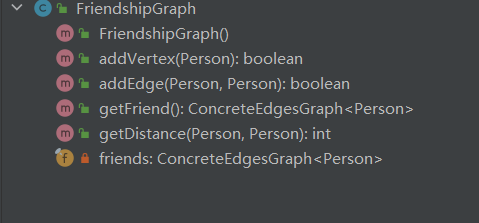 FriendshipGraph
FriendshipGraph()
addVertex(Person): boolean
addEdge(Person, Person): boolean
getFriend(): ConcreteEdgesGraph<Person>
getDistance(Person, Person): int
friends: ConcreteEdgesGraph<Person>